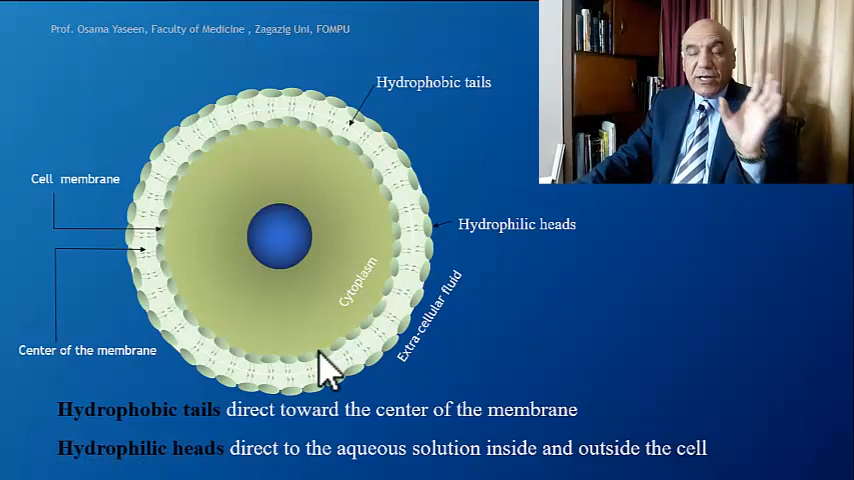 Prof. Osama Yaseen, Faculty of Medicine , Zagazig Uni, FOMPU
Hydrophobic tails
Cell membrane
Hydrophilic heads
Cytoplasm
Extra-cellular fluid
Center of the membrane
Hydrophobic tails direct toward the center of the membrane
Hydrophilic heads direct to the aqueous solution inside and outside the cell